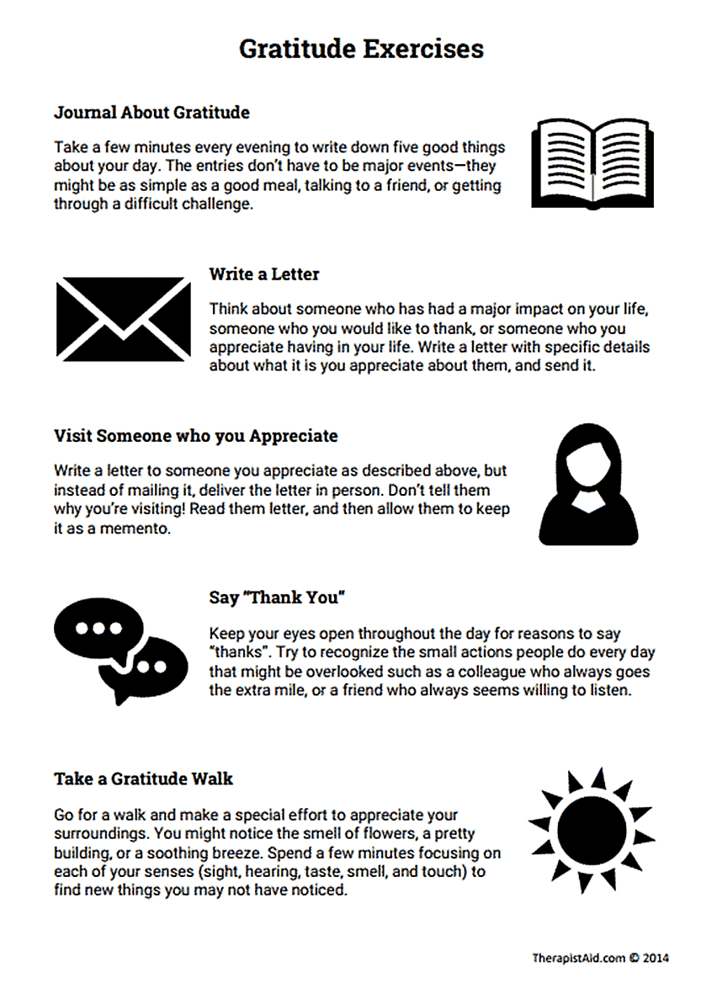 Gratitude Exercises
Journal About Gratitude
Take a few minutes every evening to write down five good things
about your day. The entries don't have to be major events—they
might be as simple as a good meal, talking to a friend, or getting
through a difficult challenge.
Write a Letter
Think about someone who has had a major impact on your life,
someone who you would like to thank, or someone who you
appreciate having in your life. Write a letter with specific details
about what it is you appreciate about them, and send it.
Visit Someone who you Appreciate
Write a letter to someone you appreciate as described above, but
instead of mailing it, deliver the letter in person. Don't tell them
why you're visiting! Read them letter, and then allow them to keep
it as a memento.
Say “Thank You”
Keep your eyes open throughout the day for reasons to say
“thanks”. Try to recognize the small actions people do every day
that might be overlooked such as a colleague who always goes
the extra mile, or a friend who always seems willing to listen.
Take a Gratitude Walk
Go for a walk and make a special effort to appreciate your
surroundings. You might notice the smell of flowers, a pretty
building, or a soothing breeze. Spend a few minutes focusing on
each of your senses (sight, hearing, taste, smell, and touch) to
find new things you may not have noticed.
TherapistAid.com © 2014